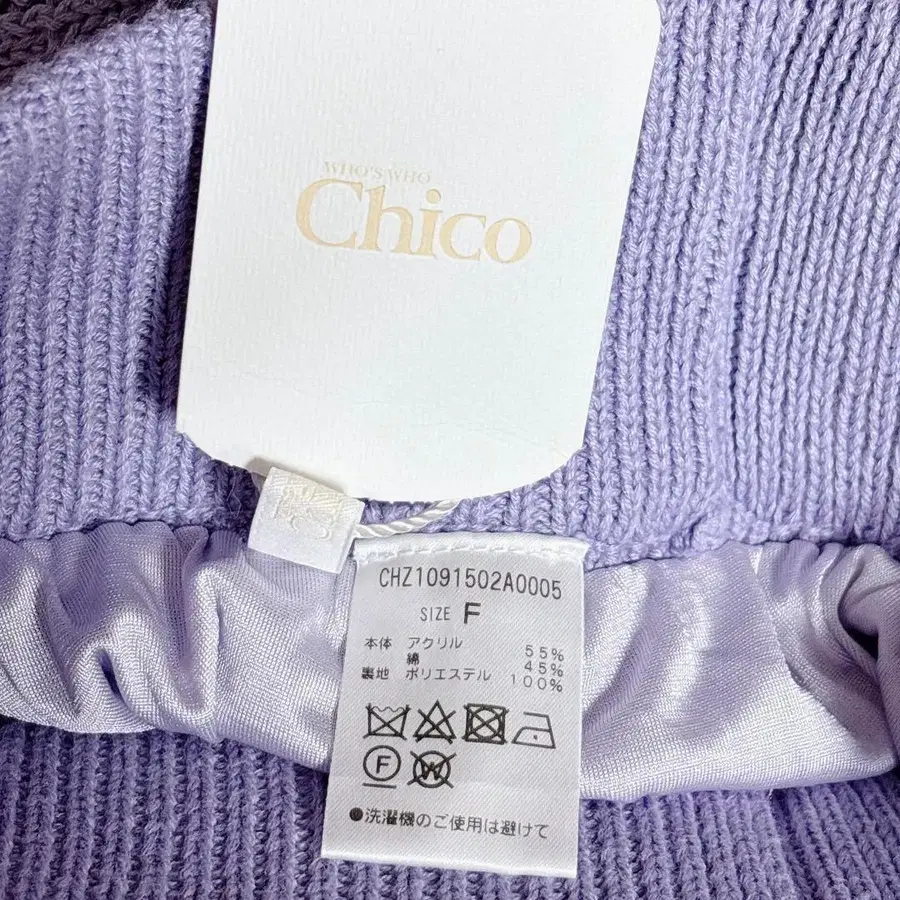 WHO'S WHO
Chico
CHZ1091502A0005
SIZE F
本体 アクリル 55%
綿 45%
裏地 ポリエステル 100%
F W
●洗濯機のご使用は避けて